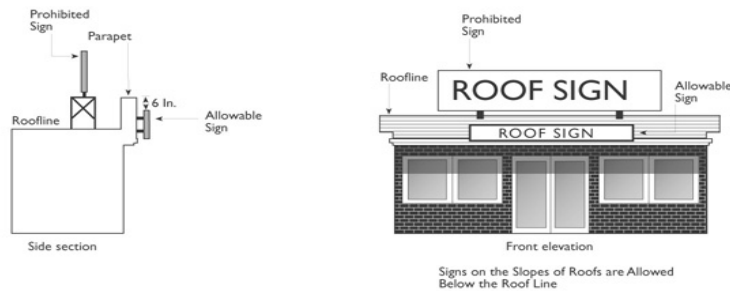 Prohibited
Sign
Parapet
6 In.
Roofline
Allowable
Sign
Side section
Prohibited
Sign
Roofline
ROOF SIGN
Allowable
Sign
ROOF SIGN
Front elevation
Signs on the Slopes of Roofs are Allowed
Below the Roof Line